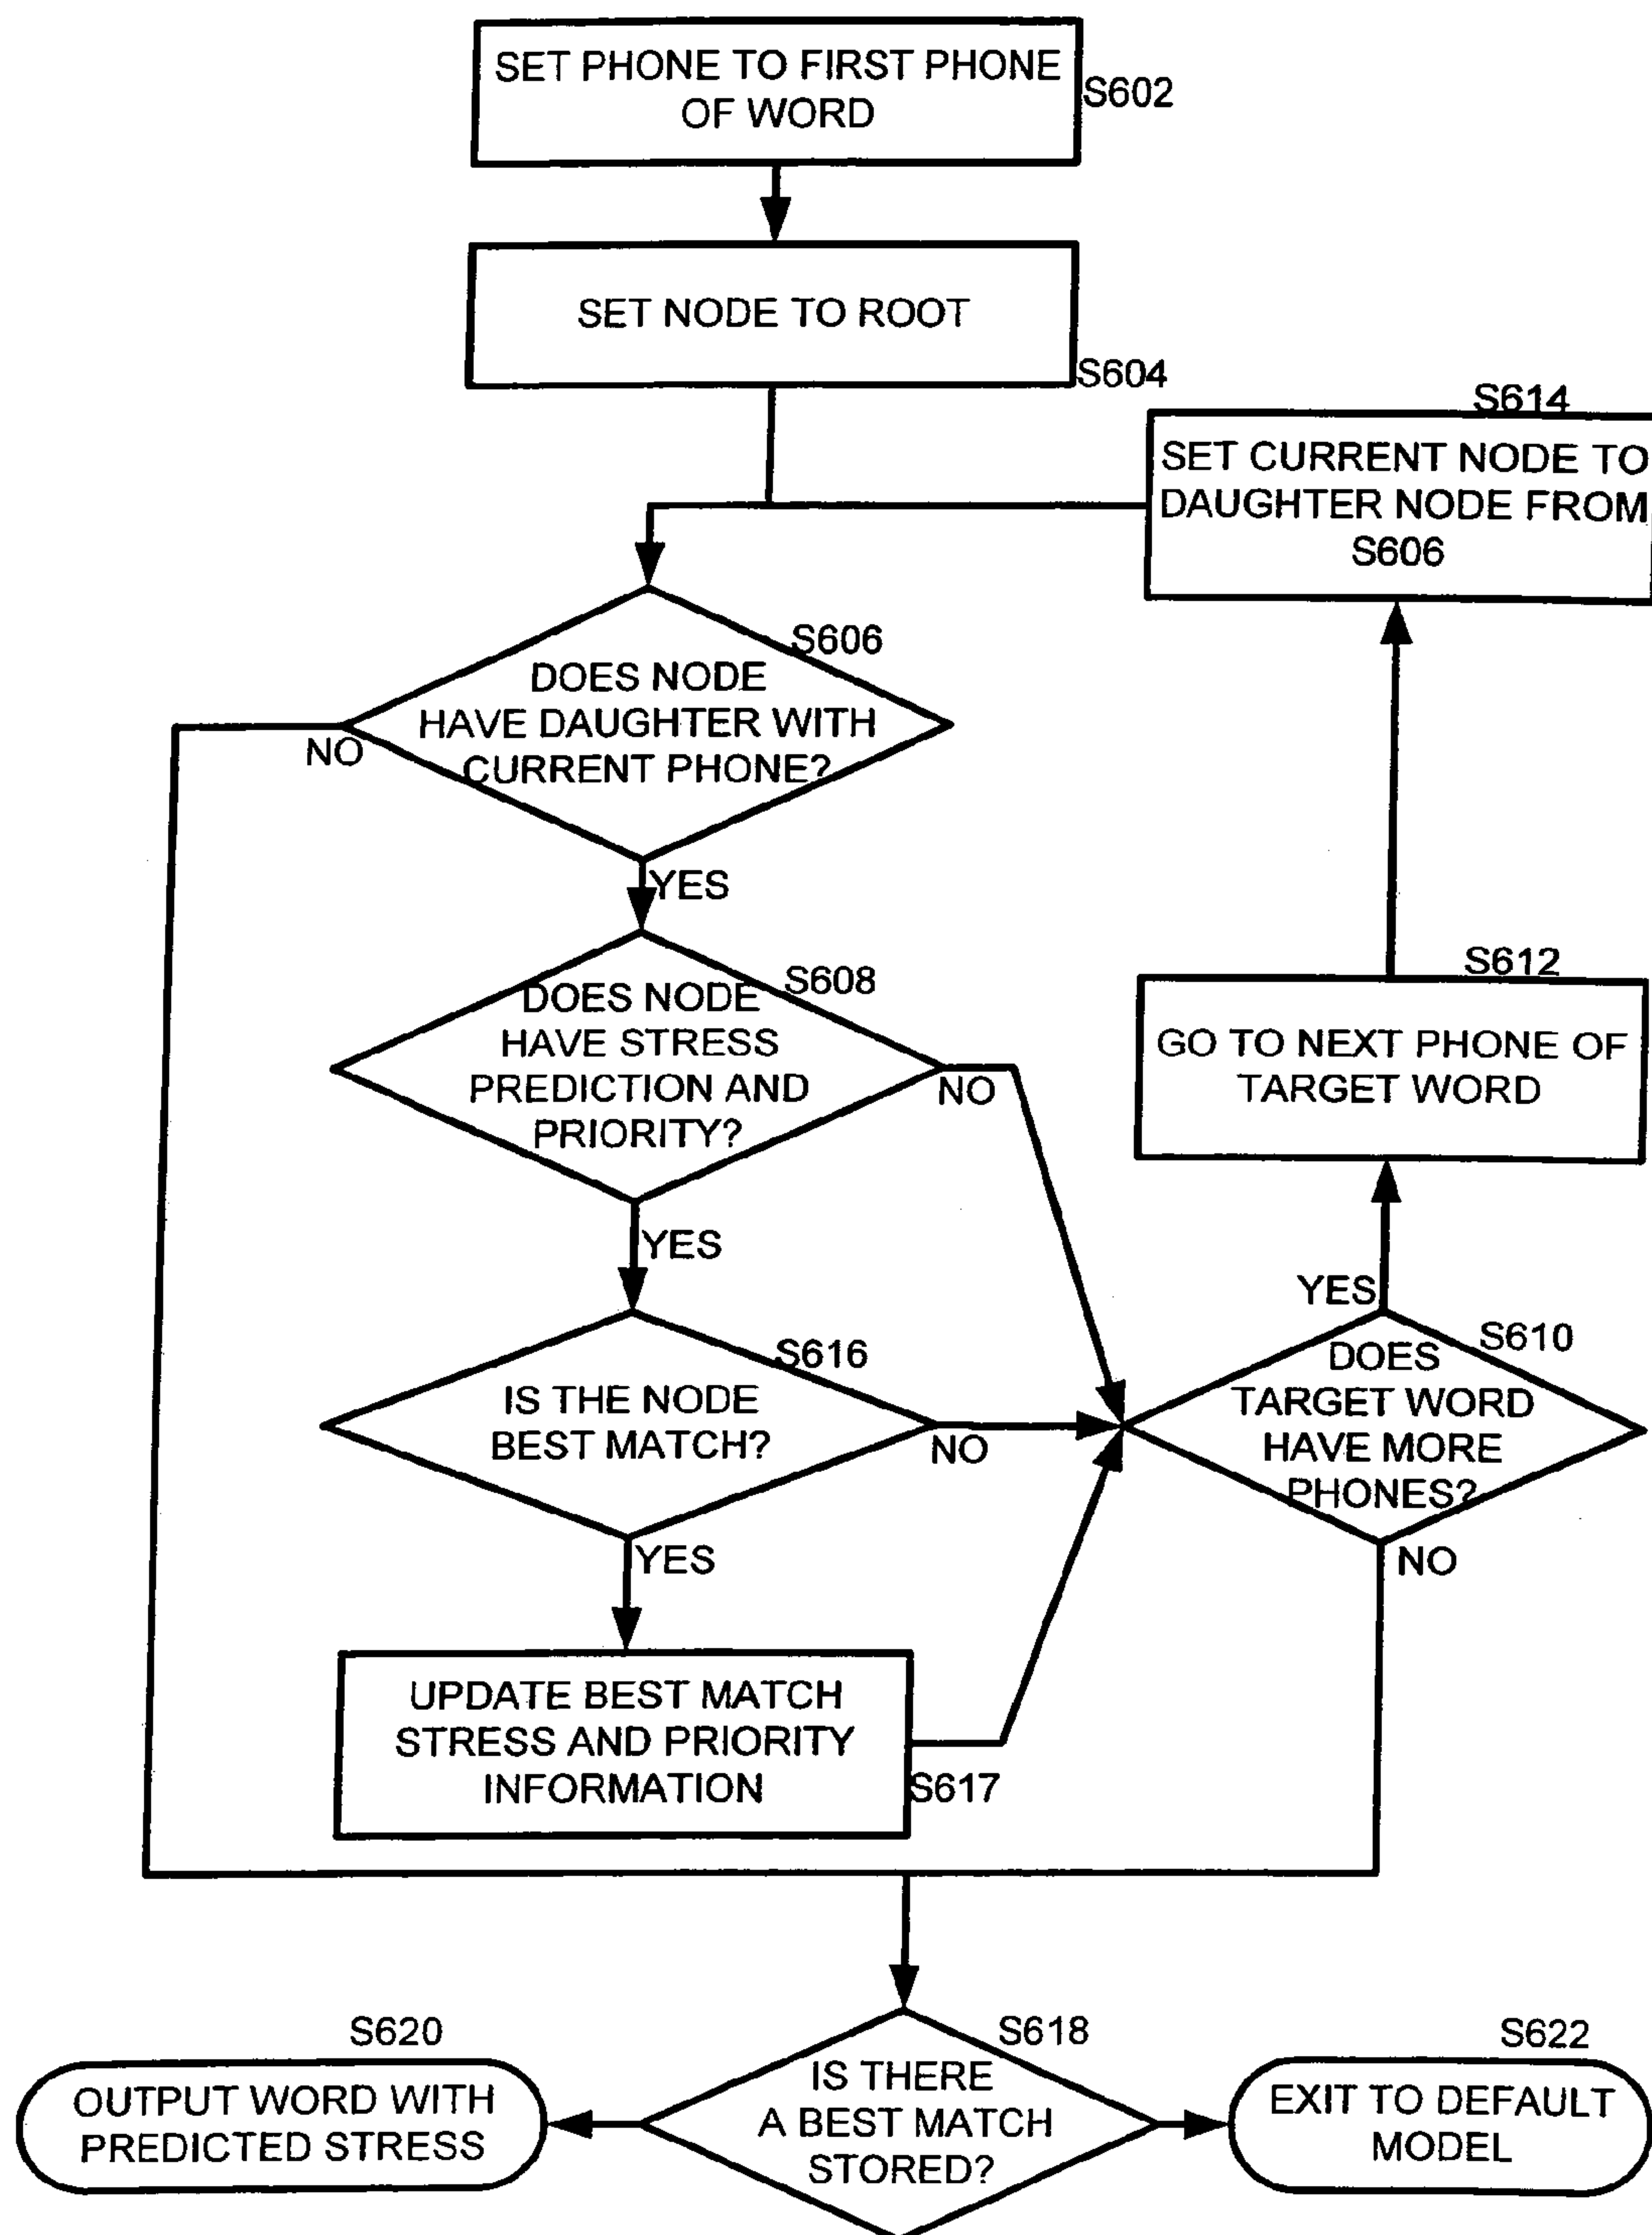 SET PHONE TO FIRST PHONE
OF WORD
S602
SET NODE TO ROOT
S604
S614
SET CURRENT NODE TO
DAUGHTER NODE FROM
S606
S606
DOES NODE
HAVE DAUGHTER WITH
CURRENT PHONE?
NO
YES
S608
DOES NODE
HAVE STRESS
PREDICTION AND
PRIORITY?
NO
YES
S612
GO TO NEXT PHONE OF
TARGET WORD
YES
S610
DOES
TARGET WORD
HAVE MORE
PHONES?
NO
S616
IS THE NODE
BEST MATCH?
NO
YES
UPDATE BEST MATCH
STRESS AND PRIORITY
INFORMATION
S617
S618
IS THERE
A BEST MATCH
STORED?
S620
OUTPUT WORD WITH
PREDICTED STRESS
S622
EXIT TO DEFAULT
MODEL